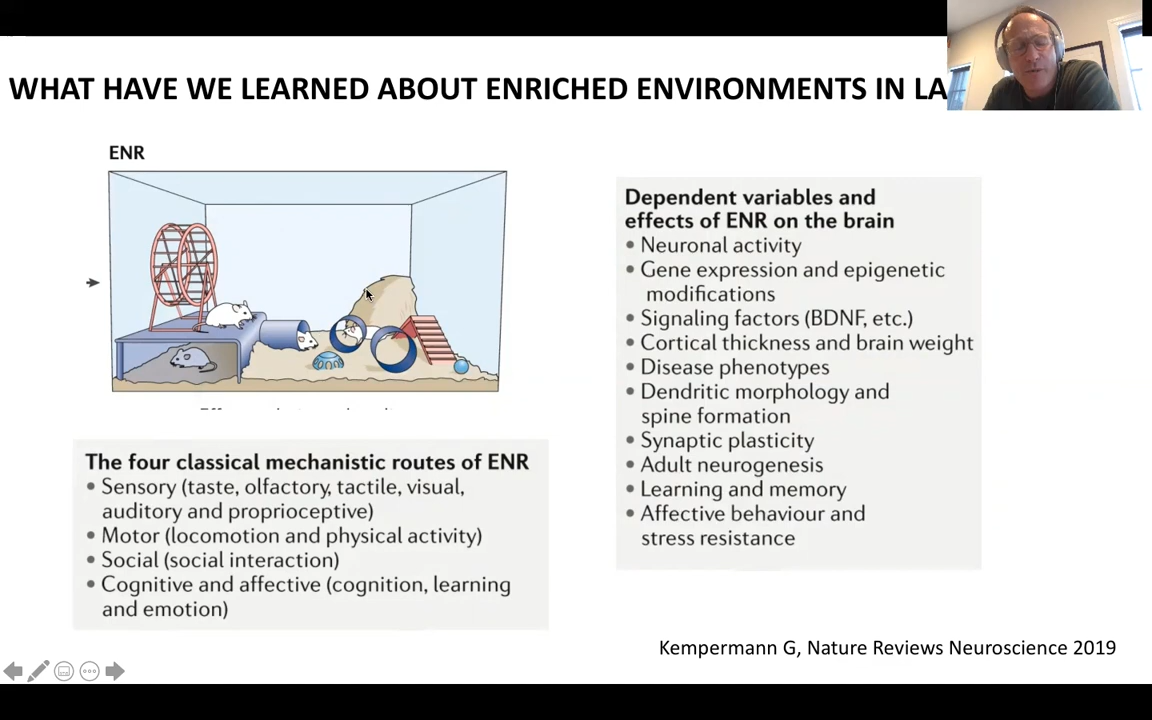 WHAT HAVE WE LEARNED ABOUT ENRICHED ENVIRONMENTS IN
ENR
The four classical mechanistic routes of ENR
• Sensory (taste, olfactory, tactile, visual,
auditory and proprioceptive)
• Motor (locomotion and physical activity)
• Social (social interaction)
• Cognitive and affective (cognition, learning
and emotion)
Dependent variables and
effects of ENR on the brain
• Neuronal activity
• Gene expression and epigenetic
modifications
• Signaling factors (BDNF, etc.)
• Cortical thickness and brain weight
• Disease phenotypes
• Dendritic morphology and
spine formation
• Synaptic plasticity
• Adult neurogenesis
• Learning and memory
• Affective behaviour and
stress resistance
Kempermann G, Nature Reviews Neuroscience 2019